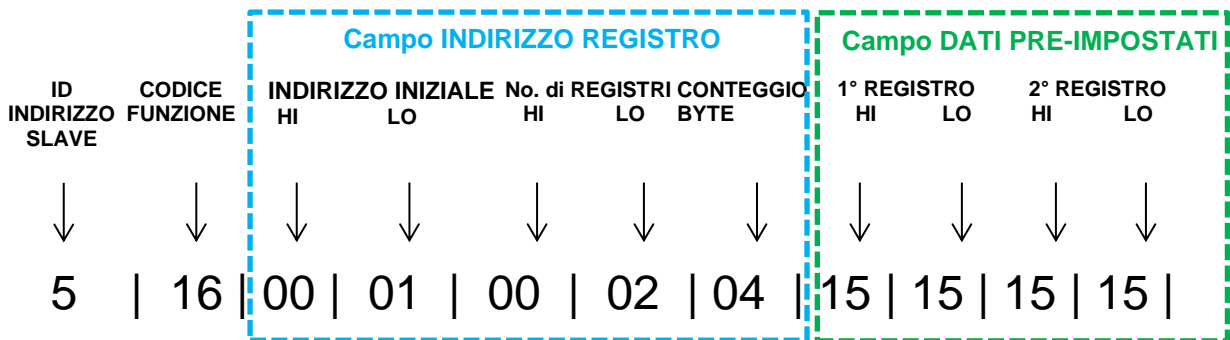 Campo INDIRIZZO REGISTRO
Campo DATI PRE-IMPOSTATI
ID INDIRIZZO SLAVE
CODICE FUNZIONE
INDIRIZZO INIZIALE No. di REGISTRI CONTEGGIO BYTE
HI LO HI LO
1° REGISTRO 2° REGISTRO
HI LO HI LO
5 | 16 | 00 | 01 | 00 | 02 | 04 | 15 | 15 | 15 | 15 |